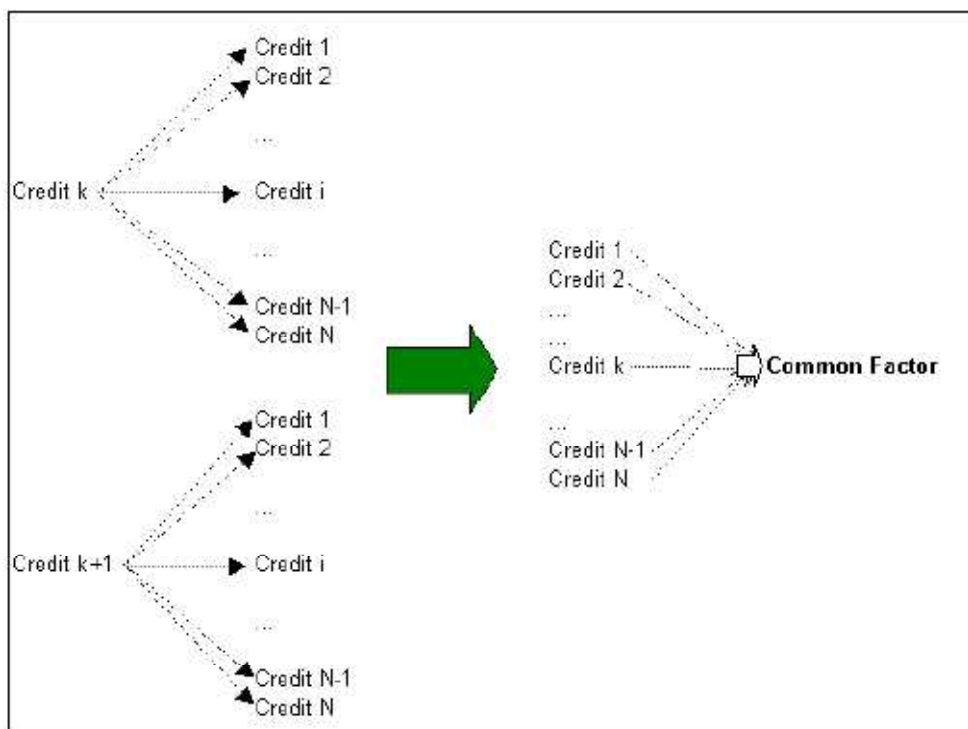 Credit 1
Credit 2
...
Credit k
Credit i
...
Credit N-1
Credit N
Credit 1
Credit 2
...
Credit k+1
Credit i
...
Credit N-1
Credit N
Credit 1
Credit 2
...
...
Credit k
Common Factor
...
Credit N-1
Credit N